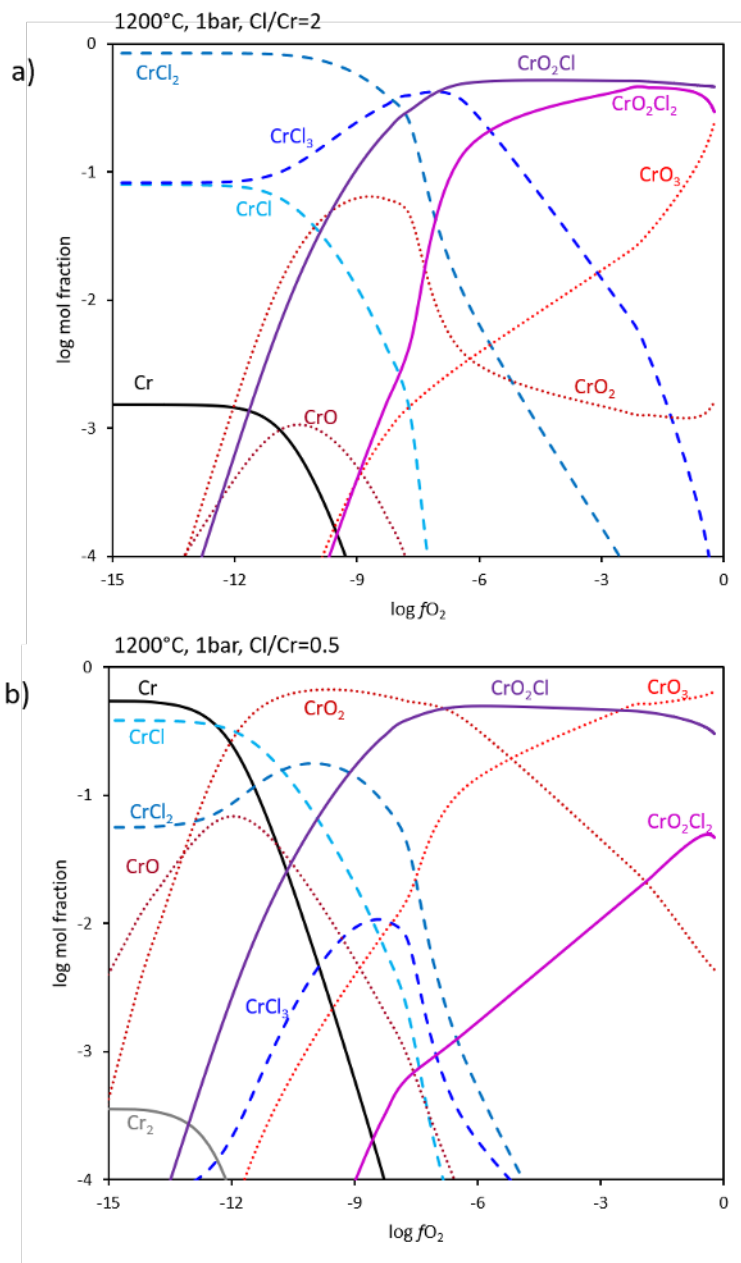 1200°C, 1bar, Cl/Cr=2
a)
0
-1
-2
-3
-4
log mol fraction
CrCl₂
CrO₂Cl
CrO₂Cl₂
CrCl₃
CrO₃
CrCl
Cr
CrO
CrO₂
-15
-12
-9
-6
-3
0
log fO₂
1200°C, 1bar, Cl/Cr=0.5
b)
0
-1
-2
-3
-4
log mol fraction
Cr
CrO₂
CrO₂Cl
CrO₃
CrCl
CrCl₂
CrO₂Cl₂
CrO
CrCl₃
Cr₂
-15
-12
-9
-6
-3
0
log fO₂